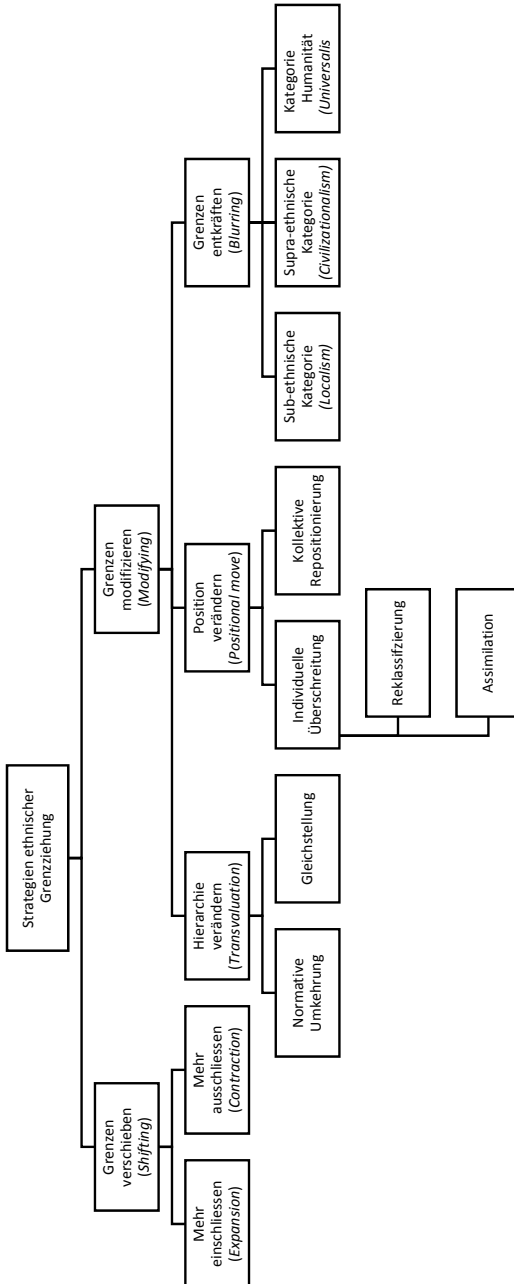 Strategien ethnischer
Grenzziehung
Grenzen
verschieben
(Shifting)
Grenzen
modifizieren
(Modifying)
Mehr
einschliessen
(Expansion)
Mehr
ausschliessen
(Contraction)
Hierarchie
verändern
(Transvaluation)
Position
verändern
(Positional move)
Grenzen
entkräften
(Blurring)
Normative
Umkehrung
Gleichstellung
Individuelle
Überschreitung
Kollektive
Repositionierung
Sub-ethnische
Kategorie
(Localism)
Supra-ethnische
Kategorie
(Civilizationalism)
Kategorie
Humanität
(Universalis
Reklassifzierung
Assimilation